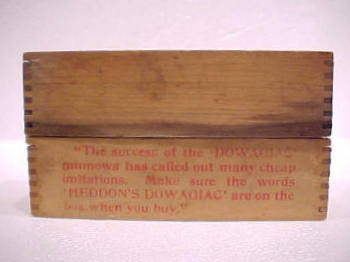 "The success of the 'DOWAGIAC'
minnows has called out many cheap
imitations. Make sure the words
'HEDDON'S DOWAGIAC' are on the
box when you buy."